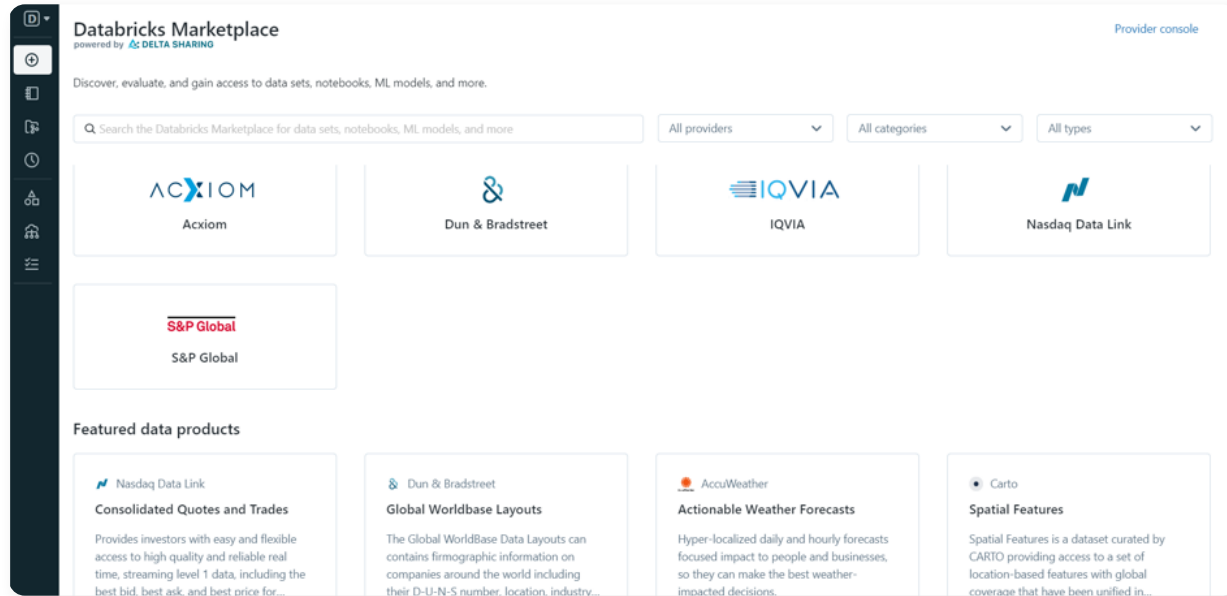 D
Databricks Marketplace
powered by DELTA SHARING
Provider console
Discover, evaluate, and gain access to data sets, notebooks, ML models, and more.
Search the Databricks Marketplace for data sets, notebooks, ML models, and more
All providers
All categories
All types
ACXIOM
IQVIA
Acxiom
Dun & Bradstreet
IQVIA
Nasdaq Data Link
S&P Global
S&P Global
Featured data products
Nasdaq Data Link
Consolidated Quotes and Trades
Provides investors with easy and flexible
access to high quality and reliable real
time, streaming level 1 data, including the
best bid, best ask, and best price for...
Dun & Bradstreet
Global Worldbase Layouts
The Global WorldBase Data Layouts can
contains firmographic information on
companies around the world including
their D-U-N-S number, location, industry...
AccuWeather
Actionable Weather Forecasts
Hyper-localized daily and hourly forecasts
focused impact to people and businesses,
so they can make the best weather-
impacted decisions.
Carto
Spatial Features
Spatial Features is a dataset curated by
CARTO providing access to a set of
location-based features with global
coverage that have been unified in...